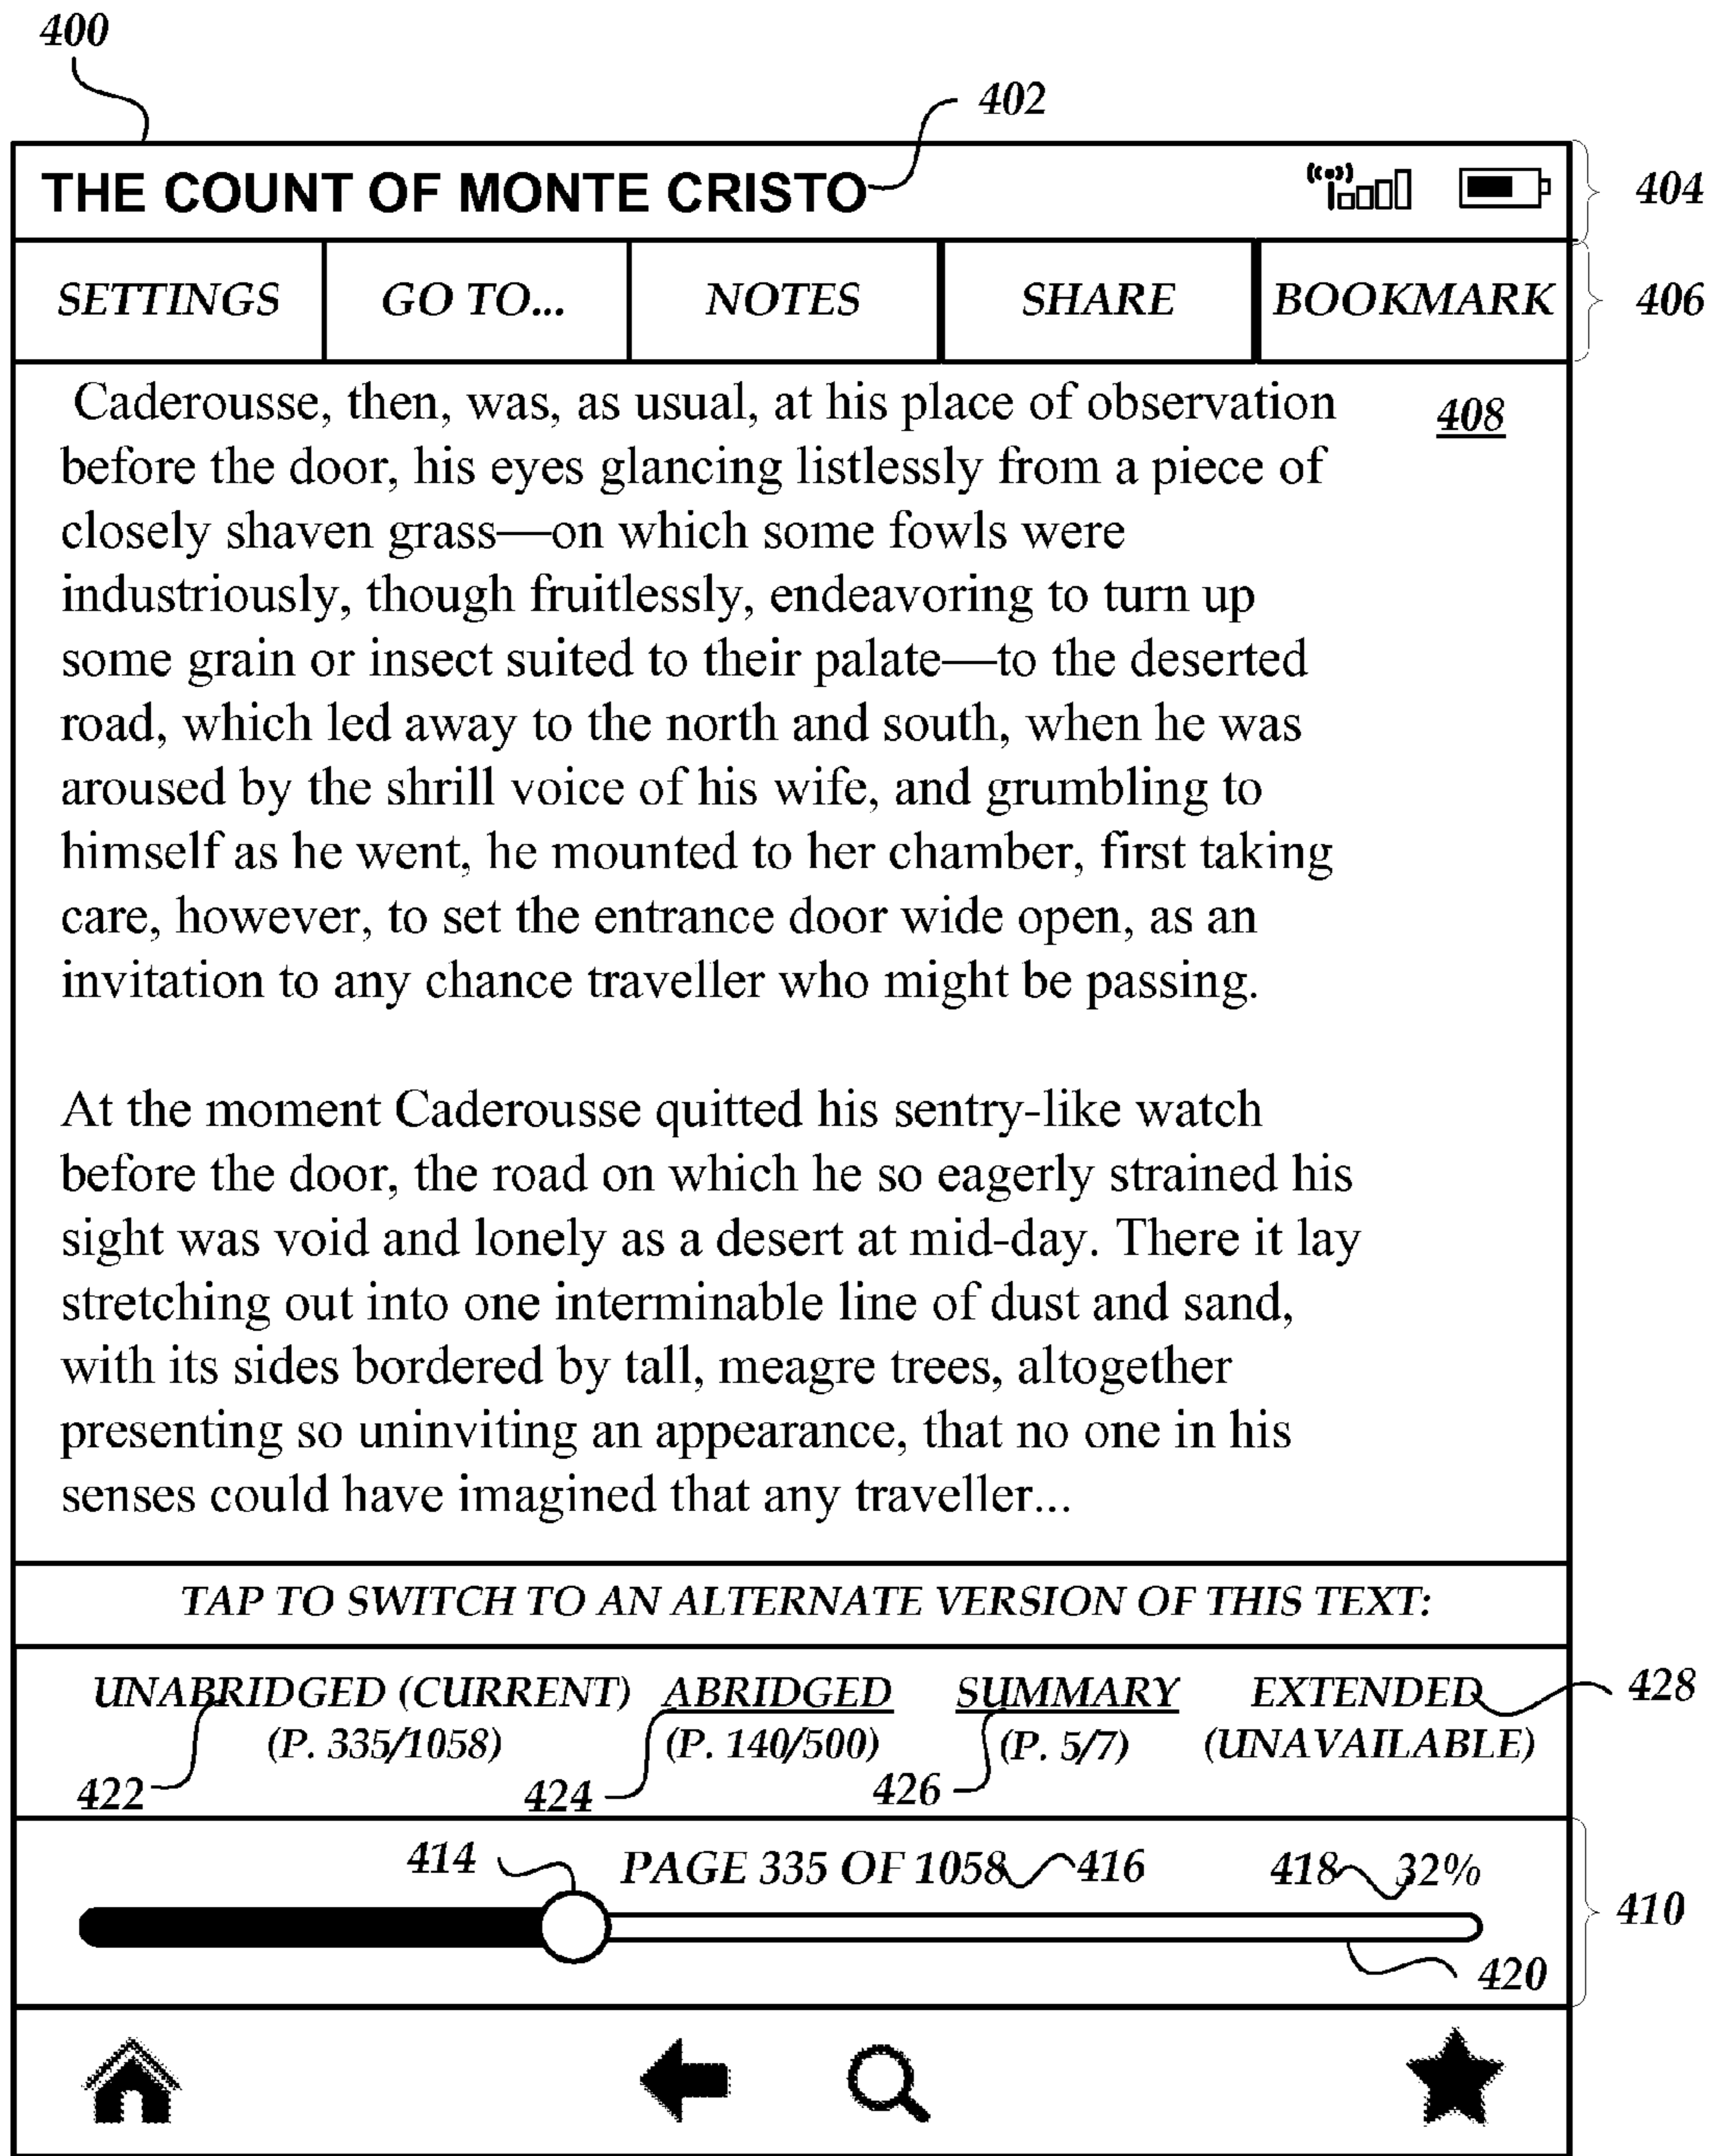 400
402
THE COUNT OF MONTE CRISTO
404
SETTINGS GO TO... NOTES SHARE BOOKMARK
406
408
Caderousse, then, was, as usual, at his place of observation
before the door, his eyes glancing listlessly from a piece of
closely shaven grass—on which some fowls were
industriously, though fruitlessly, endeavoring to turn up
some grain or insect suited to their palate—to the deserted
road, which led away to the north and south, when he was
aroused by the shrill voice of his wife, and grumbling to
himself as he went, he mounted to her chamber, first taking
care, however, to set the entrance door wide open, as an
invitation to any chance traveller who might be passing.
At the moment Caderousse quitted his sentry-like watch
before the door, the road on which he so eagerly strained his
sight was void and lonely as a desert at mid-day. There it lay
stretching out into one interminable line of dust and sand,
with its sides bordered by tall, meagre trees, altogether
presenting so uninviting an appearance, that no one in his
senses could have imagined that any traveller...
TAP TO SWITCH TO AN ALTERNATE VERSION OF THIS TEXT:
UNABRIDGED (CURRENT) ABRIDGED SUMMARY EXTENDED 428
(P. 335/1058) (P. 140/500) (P. 5/7) (UNAVAILABLE)
422 424 426
414 PAGE 335 OF 1058 416 418 32%
410
420